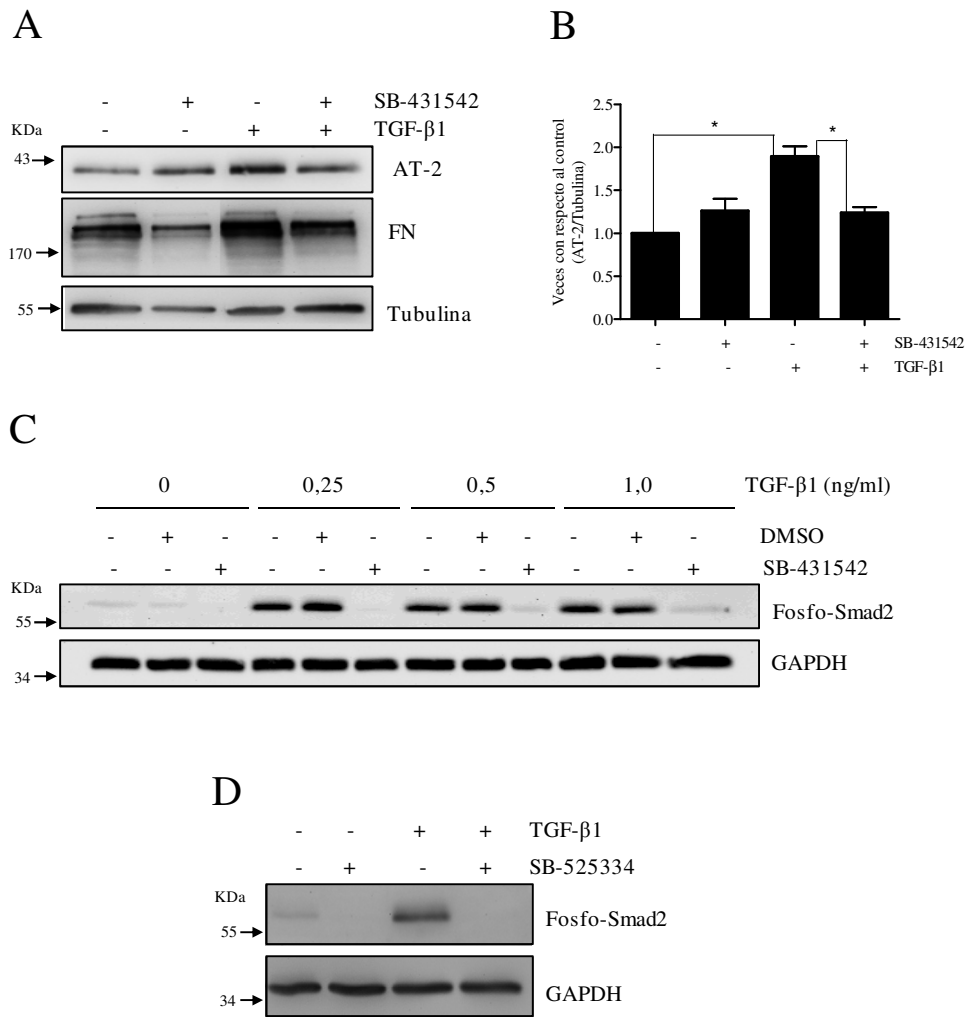 A
- + - + SB-431542
- - + + TGF-β1
KDa
43
AT-2
FN
170
55
Tubulina
B
Veces con respecto al control
(AT-2/Tubulina)
2.5
2.0
1.5
1.0
0.5
0.0
* *
- + - + SB-431542
- - + + TGF-β1
C
0 0,25 0,5 1,0 TGF-β1 (ng/ml)
- + - - + - - + - - + - DMSO
- - + - - + - - + - - + SB-431542
KDa
Fosfo-Smad2
55
GAPDH
34
D
- - + + TGF-β1
- + - + SB-525334
KDa
Fosfo-Smad2
55
GAPDH
34